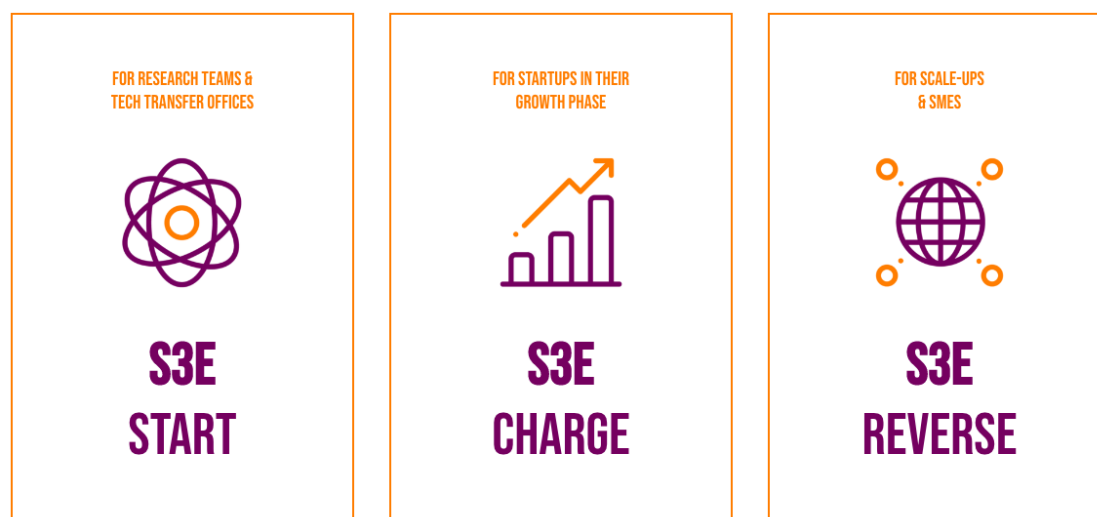 FOR RESEARCH TEAMS &
TECH TRANSFER OFFICES
S3E
START
FOR STARTUPS IN THEIR
GROWTH PHASE
S3E
CHARGE
FOR SCALE-UPS
& SMES
S3E
REVERSE